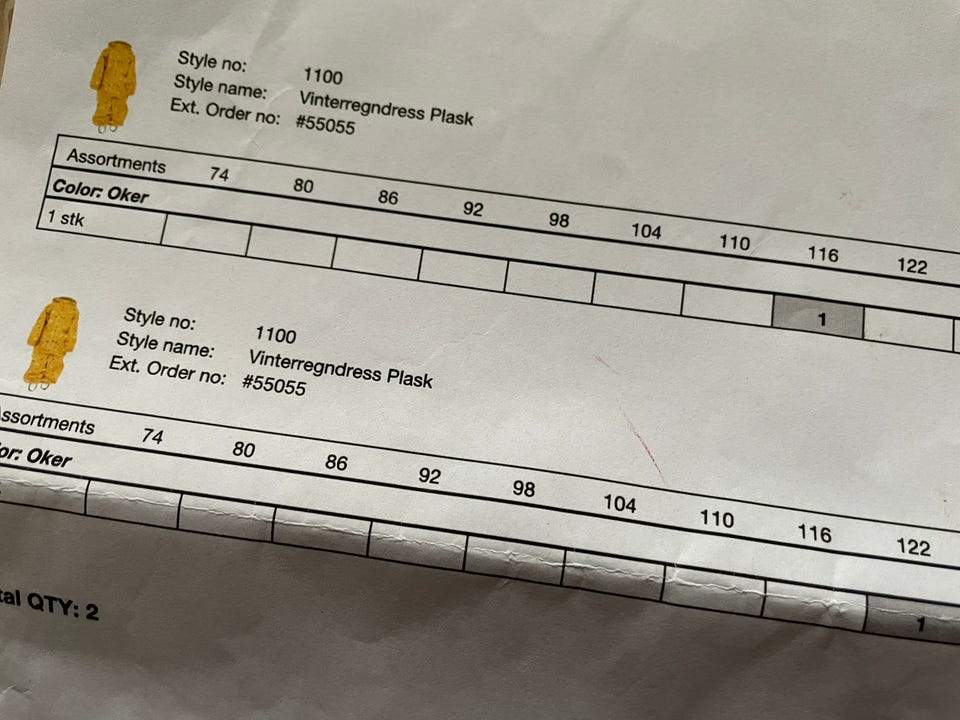 Style no: 1100
Style name: Vinterregndress Plask
Ext. Order no: #55055
Assortments 74 80 86 92 98 104 110 116 122
Color: Oker
1 stk 1
Style no: 1100
Style name: Vinterregndress Plask
Ext. Order no: #55055
ssortments 74 80 86 92 98 104 110 116 122
or: Oker
1
tal QTY: 2